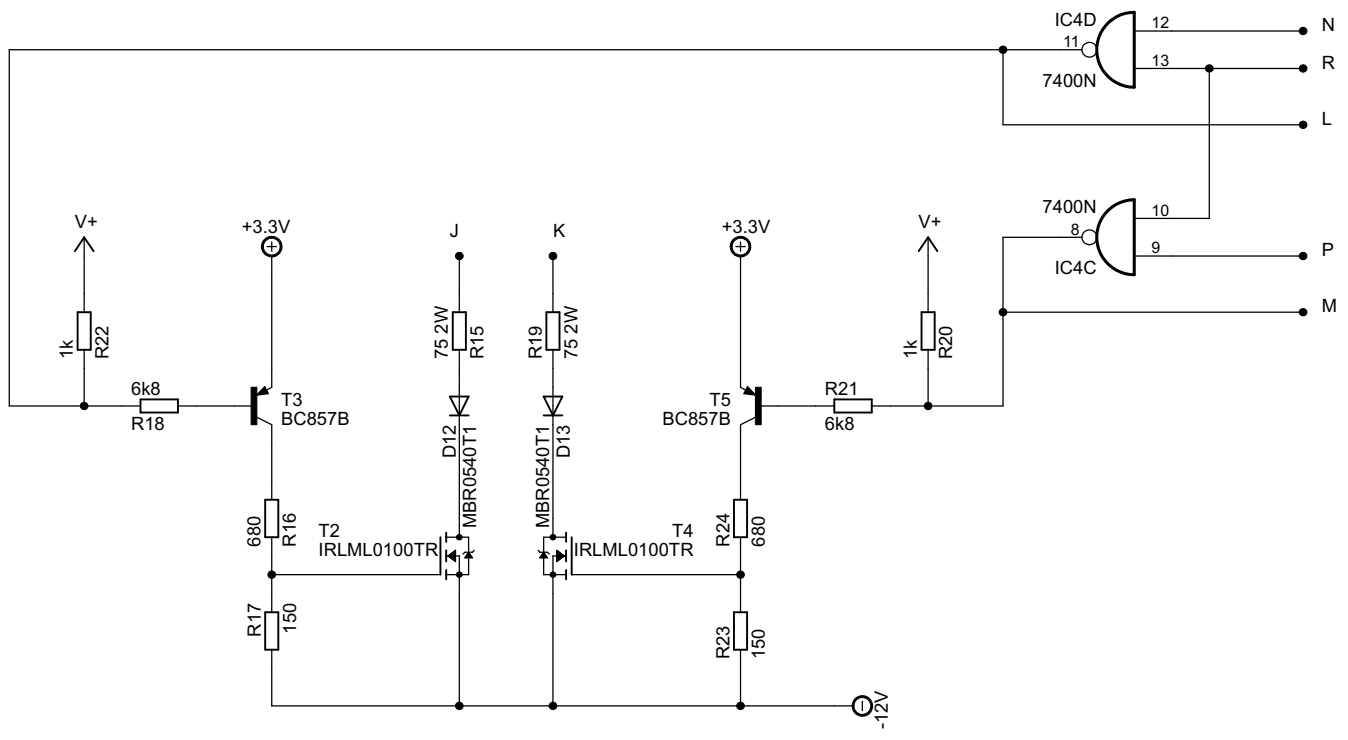 IC4D
12
N
11
13
R
7400N
L
V+
+3.3V
J
K
+3.3V
V+
7400N
10
8
9
P
IC4C
M
1k
R22
75 2W
R15
R19
75 2W
1k
R20
6k8
R18
T3
BC857B
T5
BC857B
R21
6k8
D12
MBR0540T1
MBR0540T1
D13
680
R16
T2
IRLML0100TR
T4
IRLML0100TR
R24
680
R17
150
R23
150
-12V